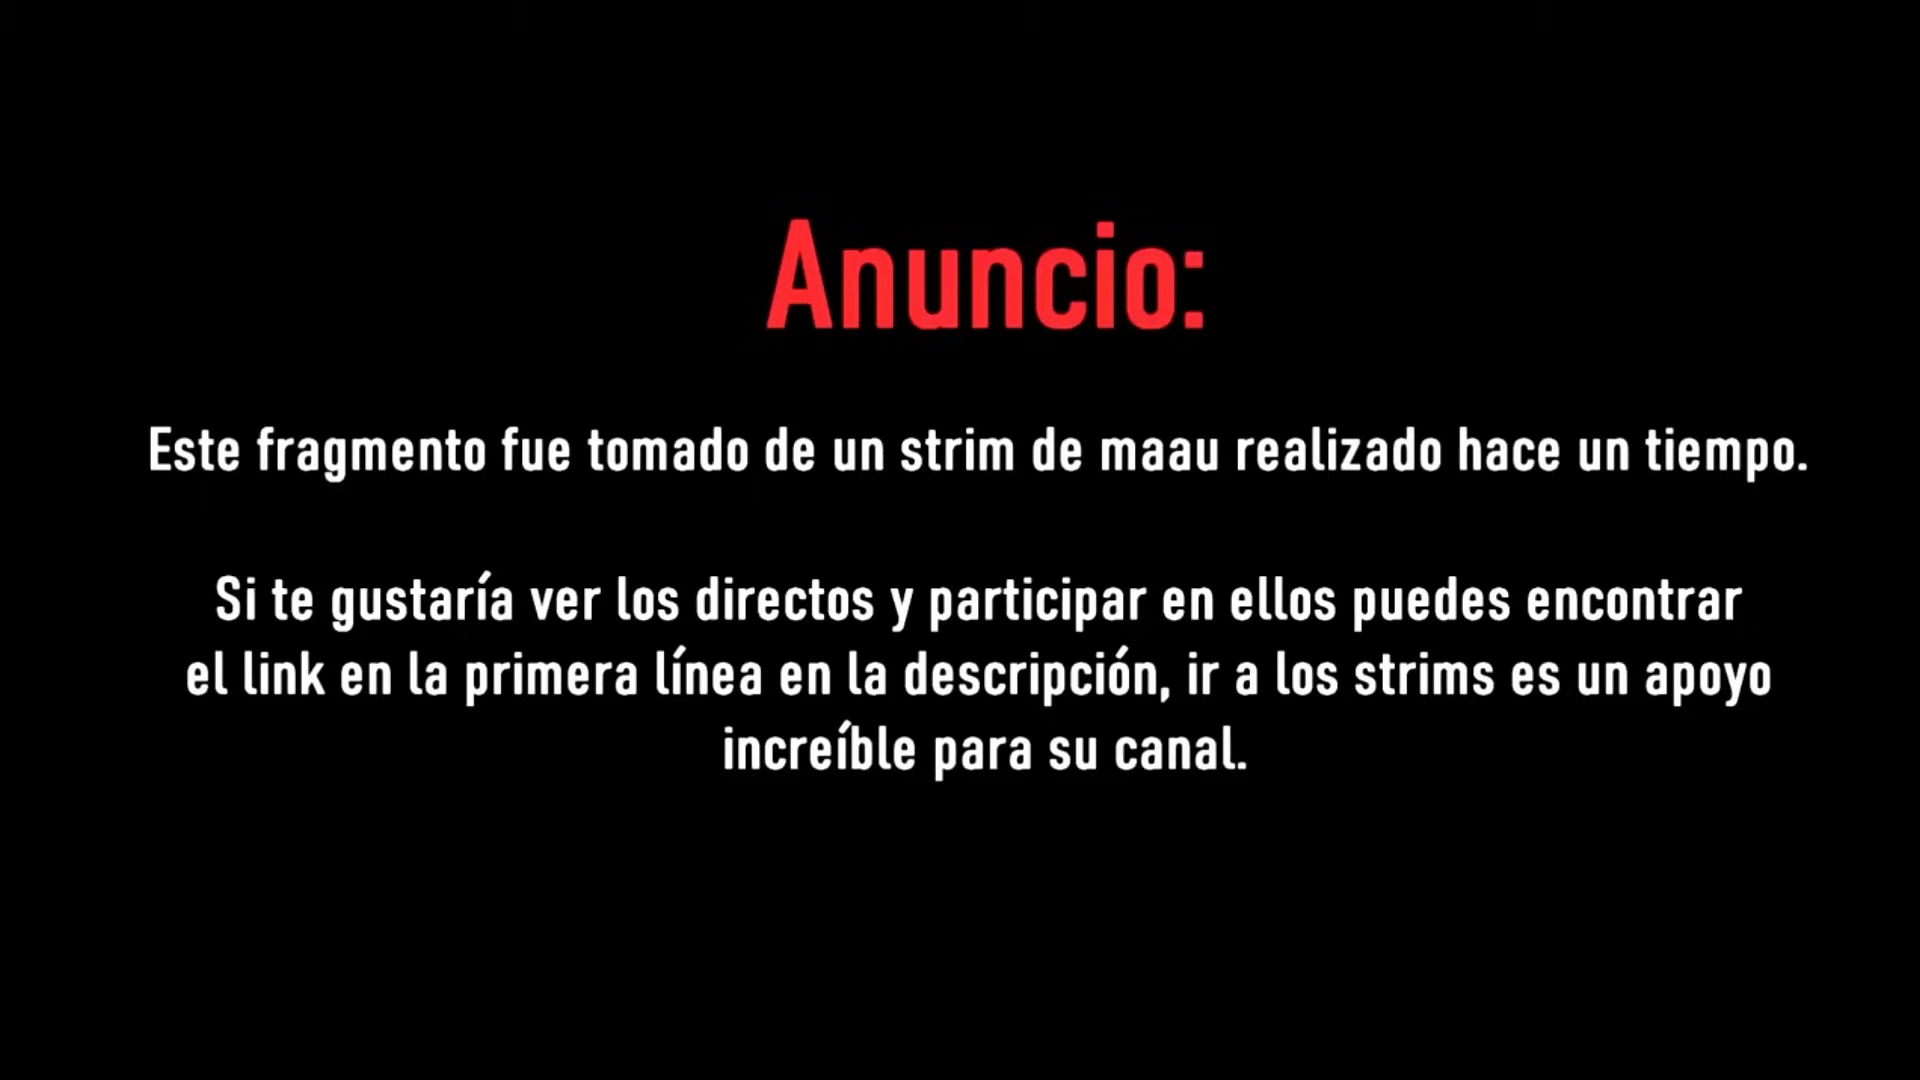 Anuncio:
Este fragmento fue tomado de un strim de maau realizado hace un tiempo.
Si te gustaría ver los directos y participar en ellos puedes encontrar
el link en la primera línea en la descripción, ir a los strims es un apoyo
increíble para su canal.